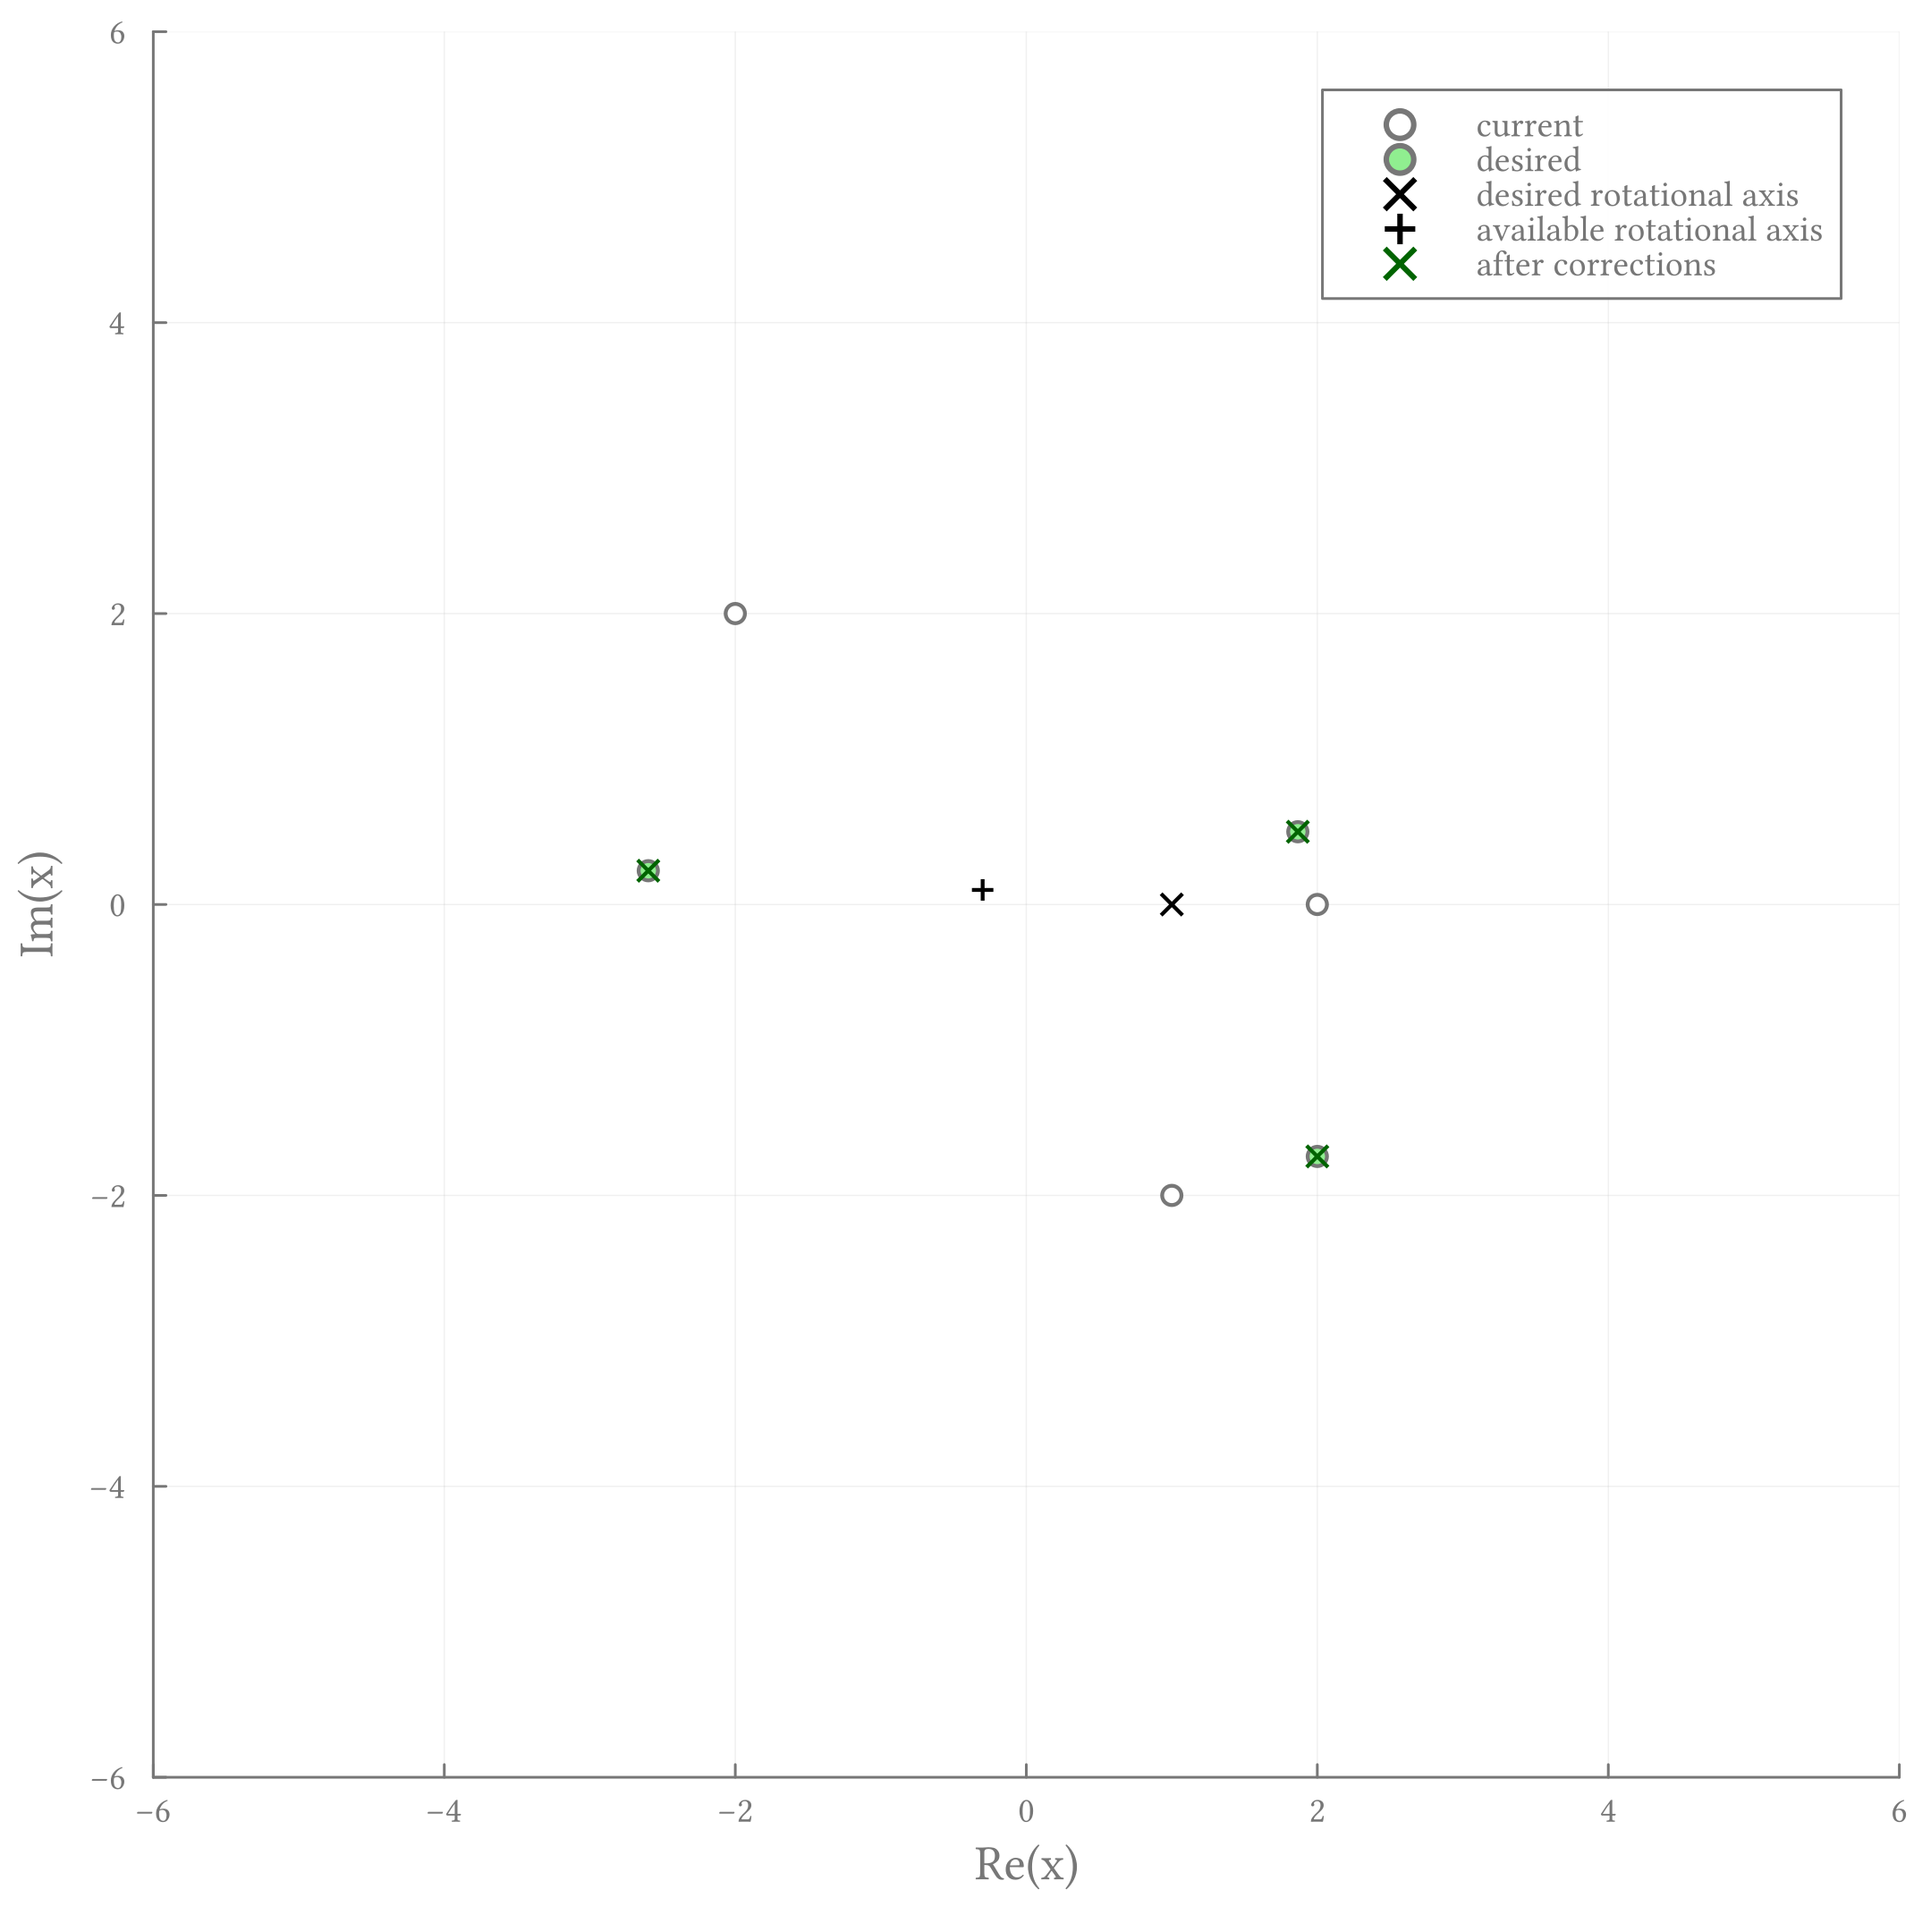 6
4
2
0
−2
−4
−6
Im(x)
current
desired
desired rotational axis
available rotational axis
after corrections
−6
−4
−2
0
2
4
6
Re(x)